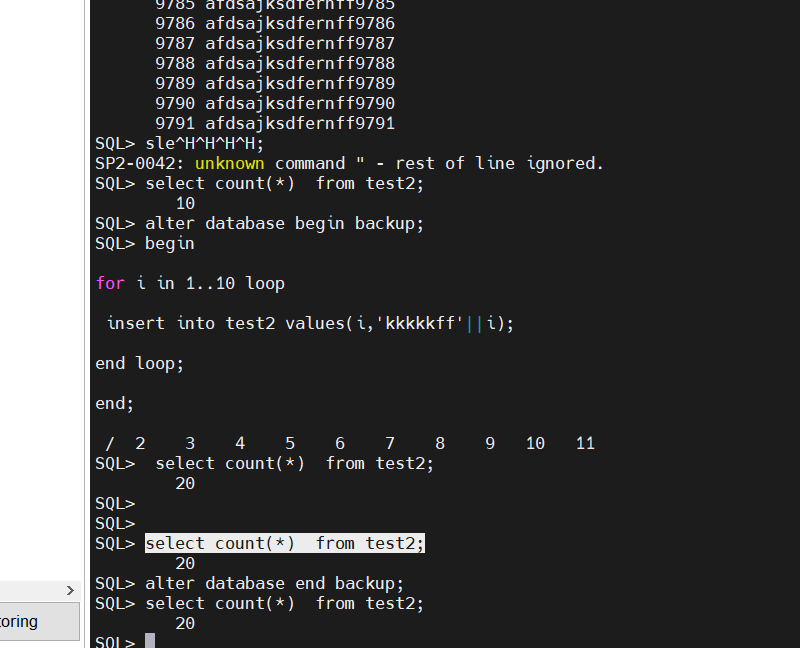 9785 afdsajksdfernff9785
9786 afdsajksdfernff9786
9787 afdsajksdfernff9787
9788 afdsajksdfernff9788
9789 afdsajksdfernff9789
9790 afdsajksdfernff9790
9791 afdsajksdfernff9791
SQL> sle^H^H^H^H;
SP2-0042: unknown command " - rest of line ignored.
SQL> select count(*)  from test2;
10
SQL> alter database begin backup;
SQL> begin
for i in 1..10 loop
insert into test2 values(i,'kkkkkff'||i);
end loop;
end;
/  2    3    4    5    6    7    8    9   10   11
SQL>  select count(*)  from test2;
20
SQL>
SQL>
SQL> select count(*)  from test2;
20
SQL> alter database end backup;
SQL> select count(*)  from test2;
20
SQL>
oring